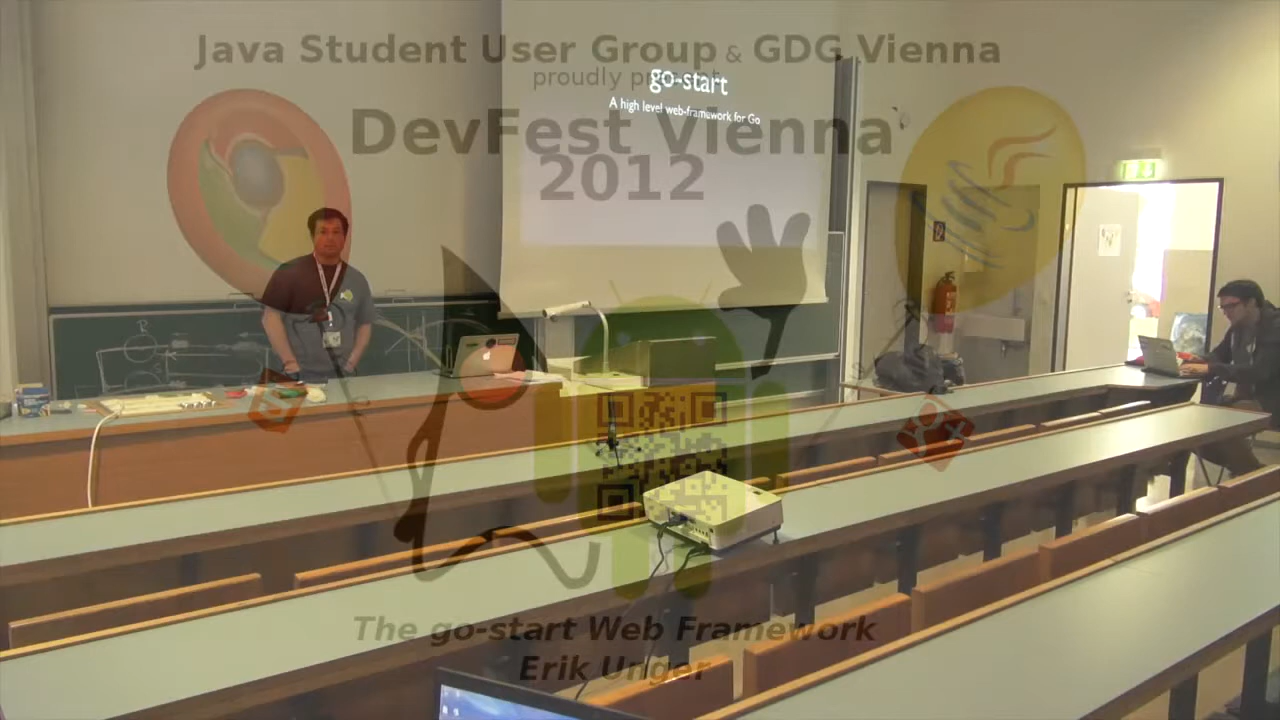 Java Student User Group & GDG Vienna
proudly present
go-start
A high level web-framework for Go
DevFest Vienna
2012
The go-start Web Framework
Erik Unger